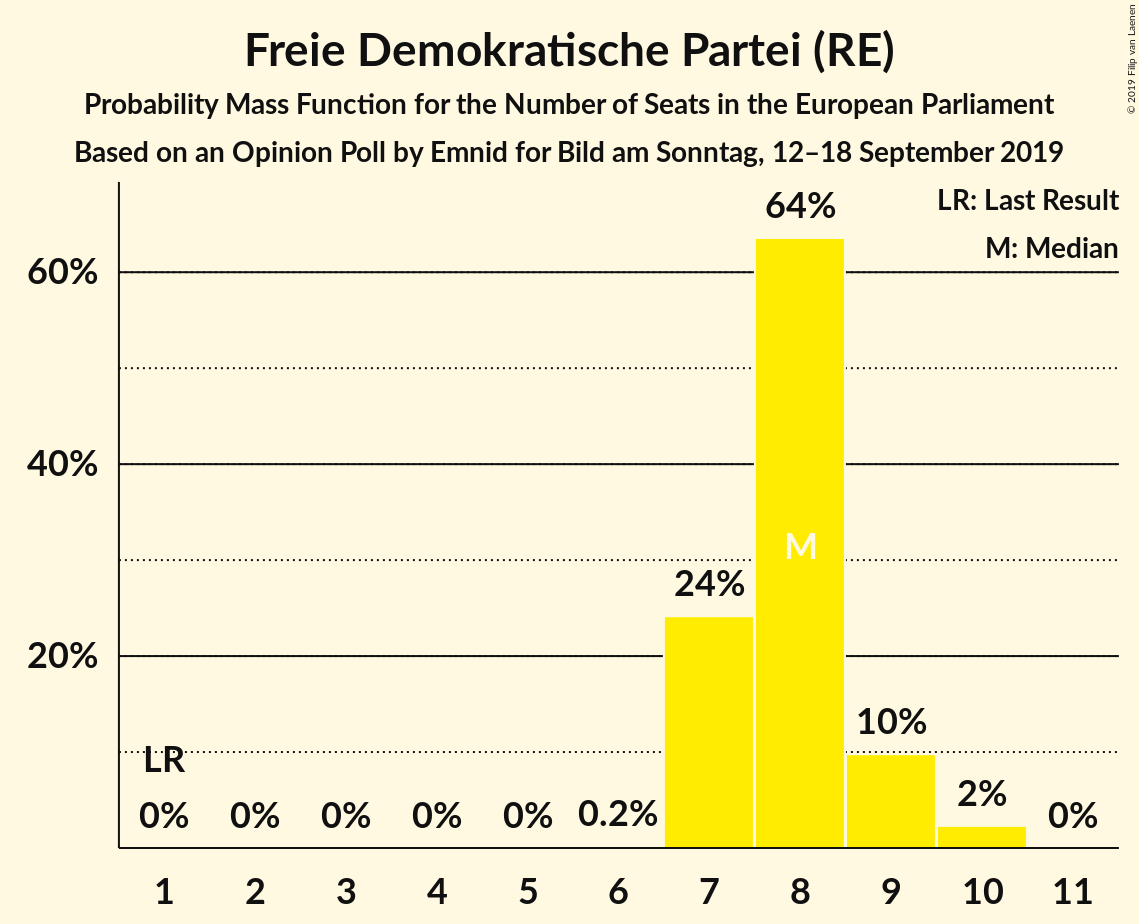 Freie Demokratische Partei (RE)
Probability Mass Function for the Number of Seats in the European Parliament
Based on an Opinion Poll by Emnid for Bild am Sonntag, 12–18 September 2019
© 2019 Filip van Laenen
LR: Last Result
M: Median
64%
60%
40%
M
24%
20%
10%
LR
2%
0% 0% 0% 0% 0% 0.2% 0%
1 2 3 4 5 6 7 8 9 10 11